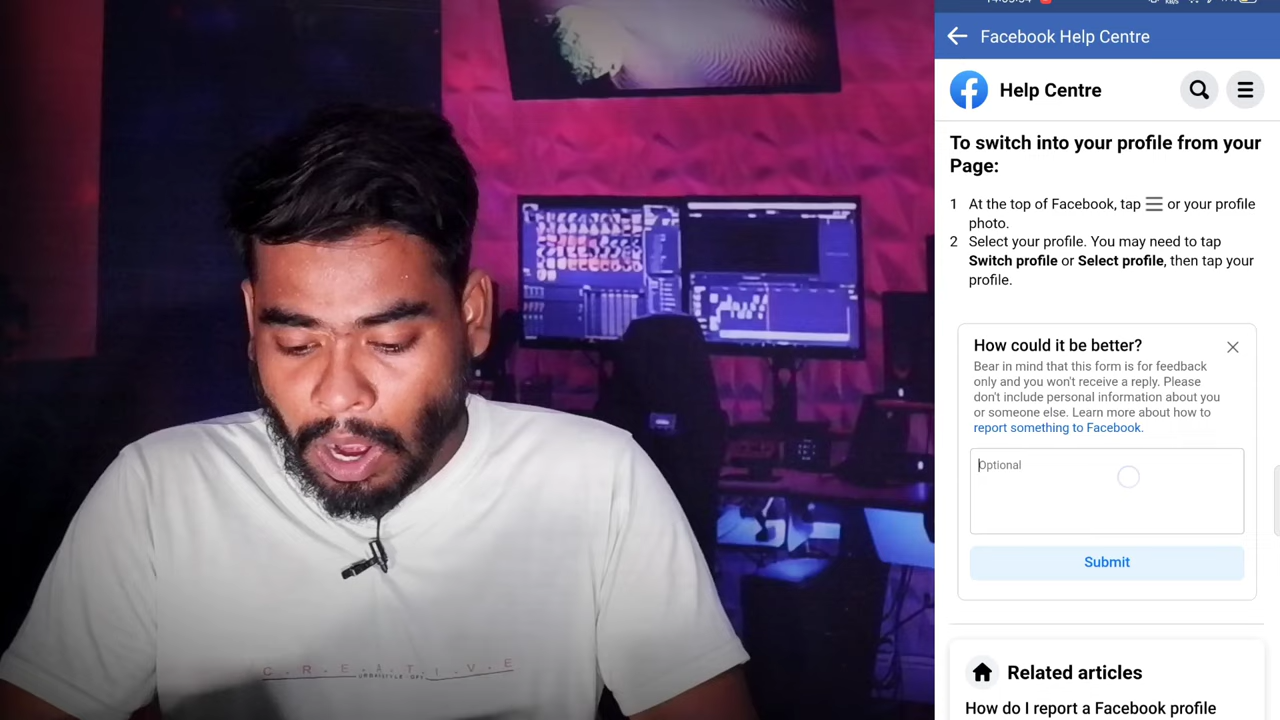 Facebook Help Centre
Help Centre
To switch into your profile from your
Page:
1 At the top of Facebook, tap or your profile
photo.
2 Select your profile. You may need to tap
Switch profile or Select profile, then tap your
profile.
How could it be better?
Bear in mind that this form is for feedback
only and you won't receive a reply. Please
don't include personal information about you
or someone else. Learn more about how to
report something to Facebook.
Optional
Submit
Related articles
How do I report a Facebook profile
C.R.E.A.T.I.V.E